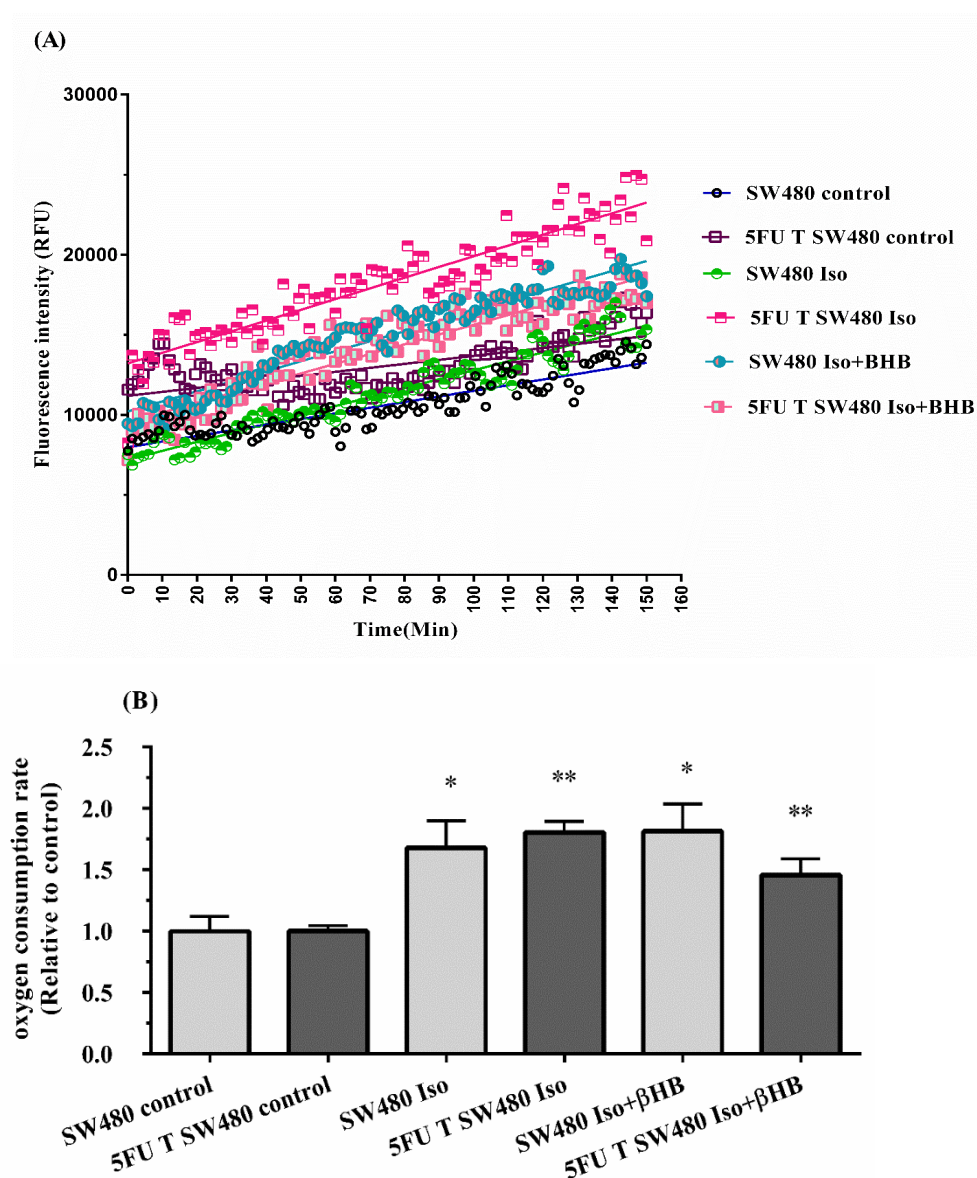 (A)
30000
20000
10000
0
Fluorescence intensity (RFU)
0 10 20 30 40 50 60 70 80 90 100 110 120 130 140 150 160
Time(Min)
SW480 control
5FU T SW480 control
SW480 Iso
5FU T SW480 Iso
SW480 Iso+BHB
5FU T SW480 Iso+BHB
(B)
oxygen consumption rate
(Relative to control)
2.5
2.0
1.5
1.0
0.5
0.0
* ** * **
SW480 control
5FU T SW480 control
SW480 Iso
5FU T SW480 Iso
SW480 Iso+βHB
5FU T SW480 Iso+βHB